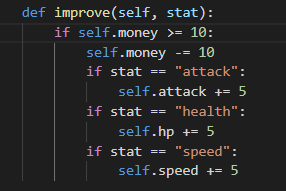 def improve(self, stat):
    if self.money >= 10:
        self.money -= 10
        if stat == "attack":
            self.attack += 5
        if stat == "health":
            self.hp += 5
        if stat == "speed":
            self.speed += 5